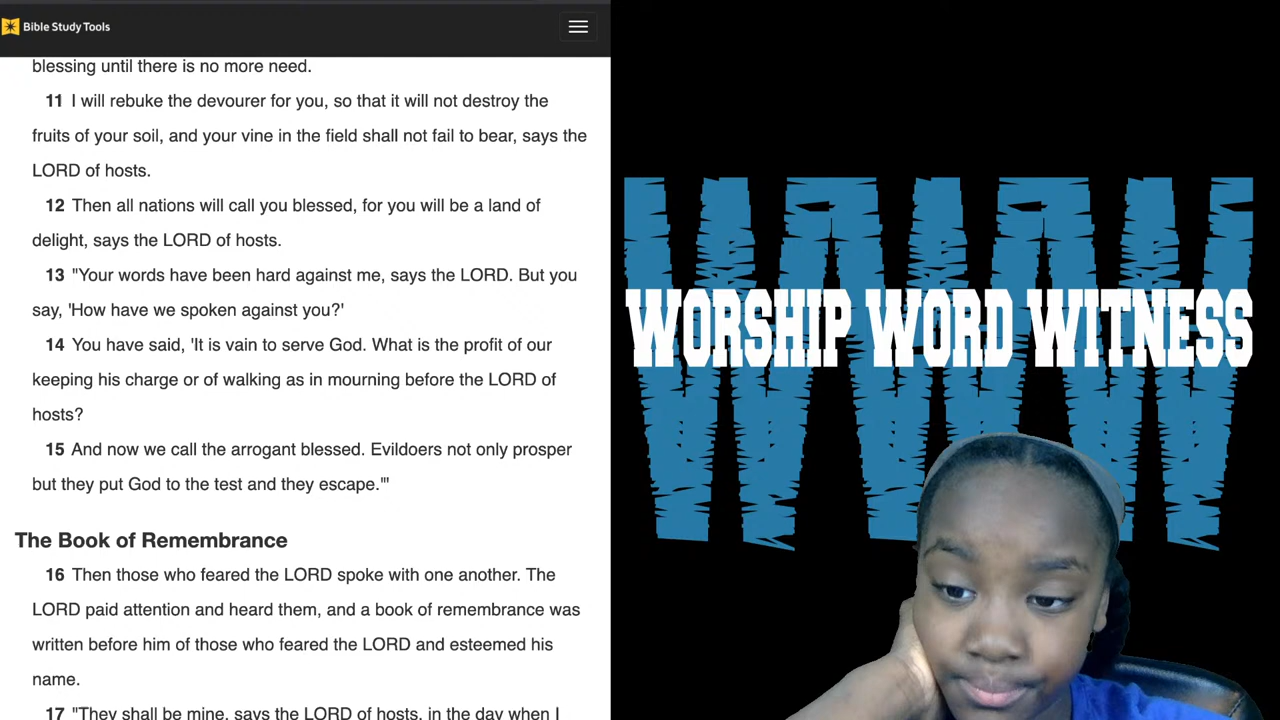 Bible Study Tools
blessing until there is no more need.
11 I will rebuke the devourer for you, so that it will not destroy the
fruits of your soil, and your vine in the field shall not fail to bear, says the
LORD of hosts.
12 Then all nations will call you blessed, for you will be a land of
delight, says the LORD of hosts.
13 "Your words have been hard against me, says the LORD. But you
say, 'How have we spoken against you?'
14 You have said, 'It is vain to serve God. What is the profit of our
keeping his charge or of walking as in mourning before the LORD of
hosts?
15 And now we call the arrogant blessed. Evildoers not only prosper
but they put God to the test and they escape.'"
The Book of Remembrance
16 Then those who feared the LORD spoke with one another. The
LORD paid attention and heard them, and a book of remembrance was
written before him of those who feared the LORD and esteemed his
name.
17 "They shall be mine, says the LORD of hosts, in the day when I
WWW
WORSHIP WORD WITNESS